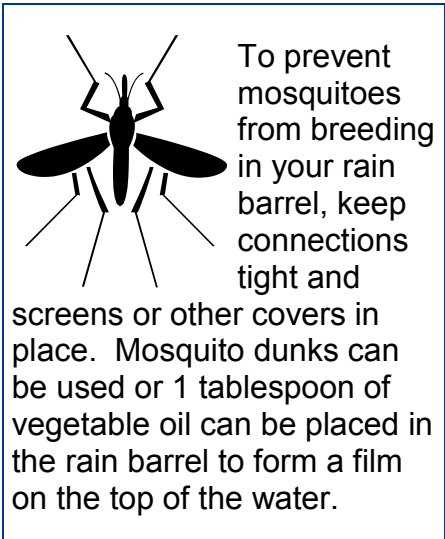 To prevent
mosquitoes
from breeding
in your rain
barrel, keep
connections
tight and
screens or other covers in
place.  Mosquito dunks can
be used or 1 tablespoon of
vegetable oil can be placed in
the rain barrel to form a film
on the top of the water.